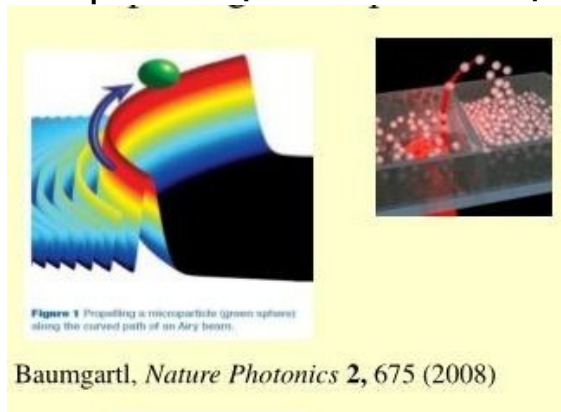 Figure 1 Propelling a microparticle (green sphere)
along the curved path of an Airy beam.
Baumgartl, Nature Photonics 2, 675 (2008)